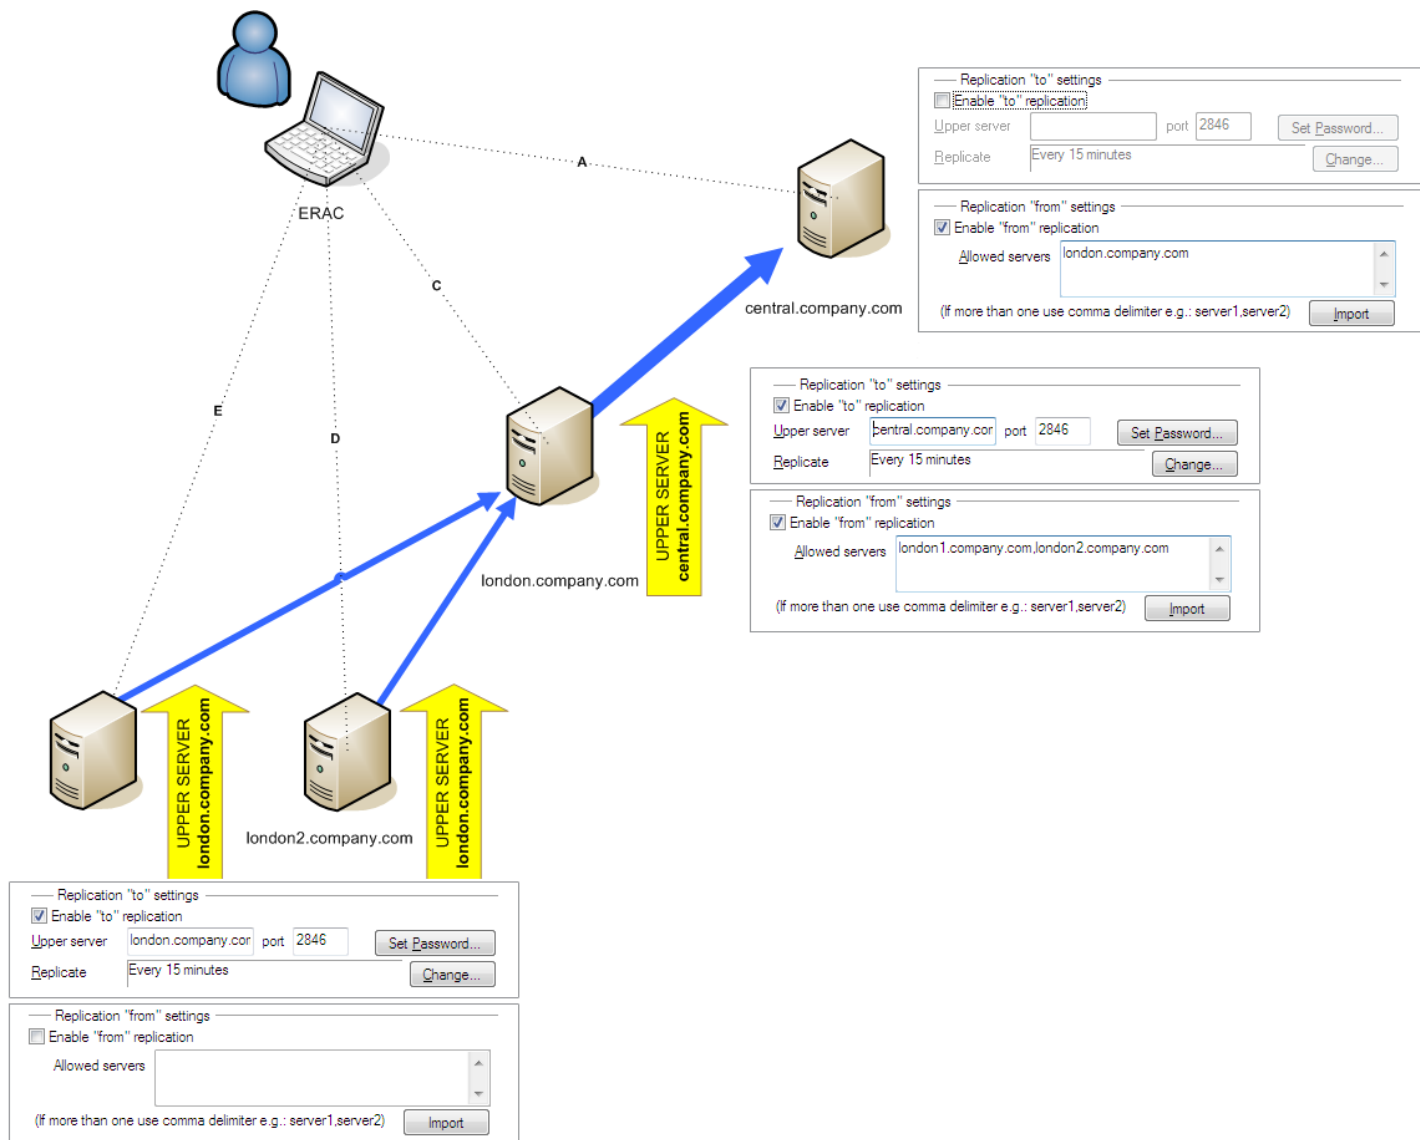 ERAC
A
C
E
D
central.company.com
Replication "to" settings
Enable "to" replication
Upper server port 2846 Set Password...
Replicate Every 15 minutes Change...
Replication "from" settings
Enable "from" replication
Allowed servers london.company.com
(If more than one use comma delimiter e.g.: server1,server2) Import
london.company.com
UPPER SERVER
central.company.com
Replication "to" settings
Enable "to" replication
Upper server central.company.cor port 2846 Set Password...
Replicate Every 15 minutes Change...
Replication "from" settings
Enable "from" replication
Allowed servers london1.company.com,london2.company.com
(If more than one use comma delimiter e.g.: server1,server2) Import
UPPER SERVER
london.company.com
london2.company.com
UPPER SERVER
london.company.com
Replication "to" settings
Enable "to" replication
Upper server london.company.cor port 2846 Set Password...
Replicate Every 15 minutes Change...
Replication "from" settings
Enable "from" replication
Allowed servers
(If more than one use comma delimiter e.g.: server1,server2) Import